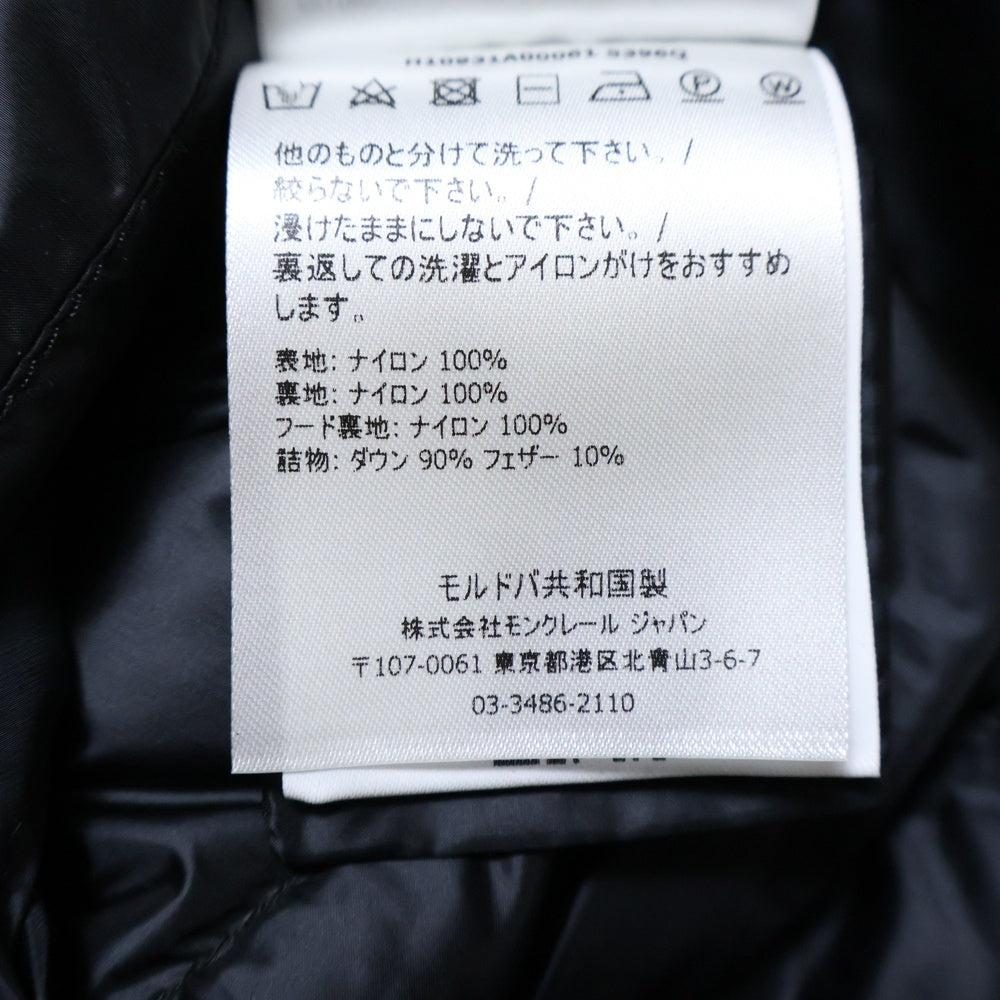 他のものと分けて洗って下さい。/
絞らないで下さい。/
浸けたままにしないで下さい。/
裏返しての洗濯とアイロンがけをおすすめ
します。
表地: ナイロン 100%
裏地: ナイロン 100%
フード裏地: ナイロン 100%
詰物: ダウン 90% フェザー 10%
モルドバ共和国製
株式会社モンクレール ジャパン
〒107-0061 東京都港区北青山3-6-7
03-3486-2110